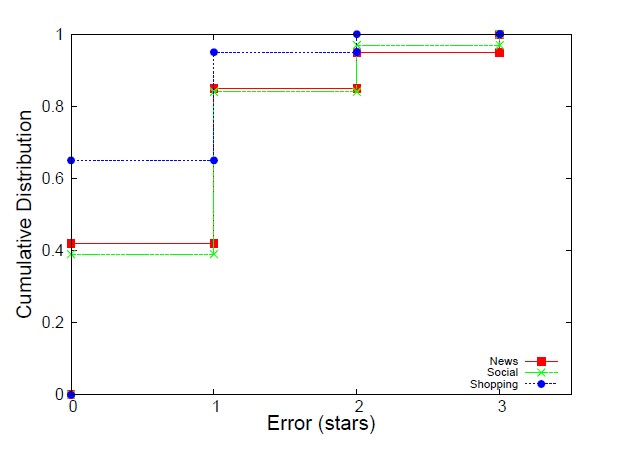 1
0.8
0.6
0.4
0.2
0
0 1 2 3
Cumulative Distribution
Error (stars)
News
Social
Shopping